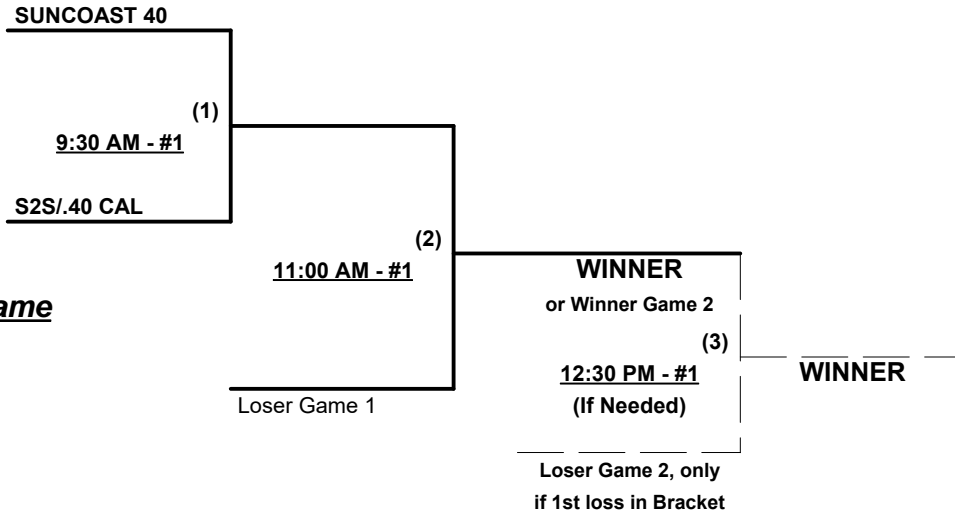 SUNCOAST 40
(1)
9:30 AM - #1
S2S/.40 CAL
(2)
11:00 AM - #1
WINNER
or Winner Game 2
(3)
12:30 PM - #1
WINNER
(If Needed)
Loser Game 1
Loser Game 2, only
if 1st loss in Bracket